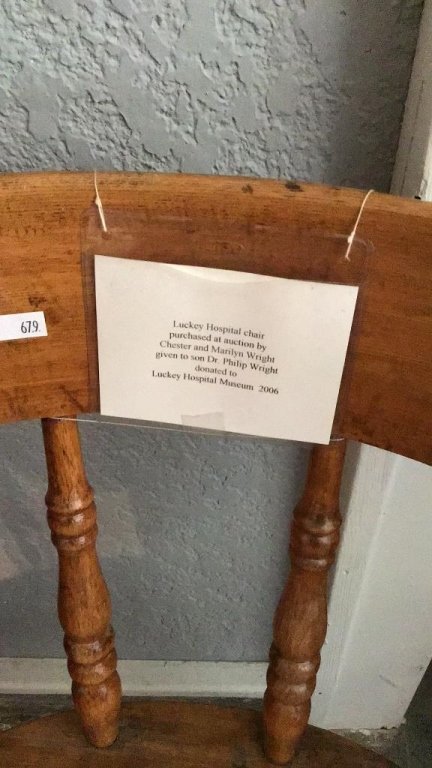 Luckey Hospital chair
purchased at auction by
Chester and Marilyn Wright
given to son Dr. Philip Wright
donated to
Luckey Hospital Museum 2006
679.